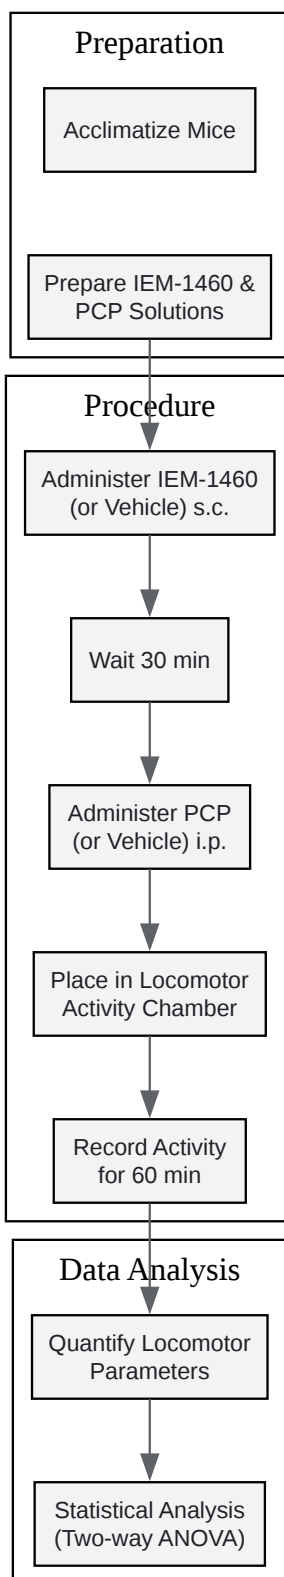 Preparation
Acclimatize Mice
Prepare IEM-1460 &
PCP Solutions
Procedure
Administer IEM-1460
(or Vehicle) s.c.
Wait 30 min
Administer PCP
(or Vehicle) i.p.
Place in Locomotor
Activity Chamber
Record Activity
for 60 min
Data Analysis
Quantify Locomotor
Parameters
Statistical Analysis
(Two-way ANOVA)